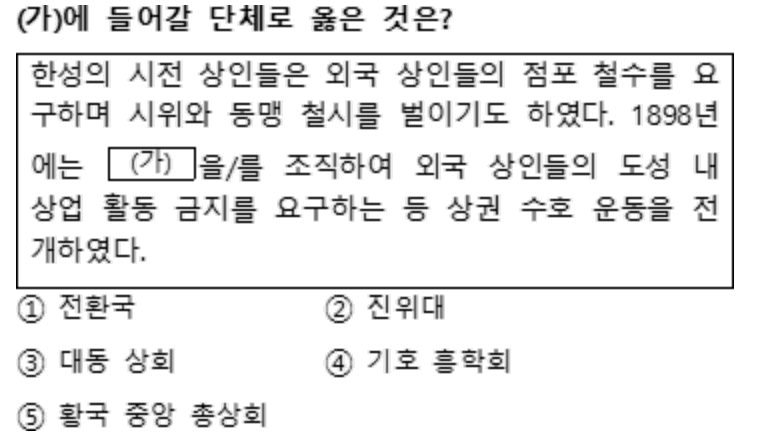 (가)에 들어갈 단체로 옳은 것은?
한성의 시전 상인들은 외국 상인들의 점포 철수를 요
구하며 시위와 동맹 철시를 벌이기도 하였다. 1898년
에는 (가) 을/를 조직하여 외국 상인들의 도성 내
상업 활동 금지를 요구하는 등 상권 수호 운동을 전
개하였다.
① 전환국 ② 진위대
③ 대동 상회 ④ 기호 흥학회
⑤ 황국 중앙 총상회